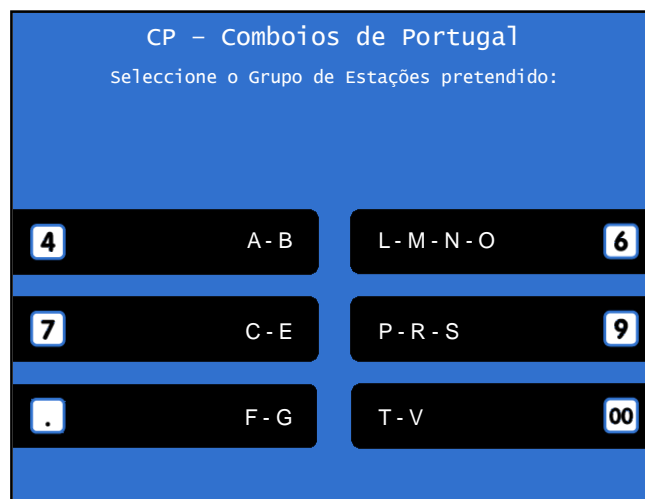 CP – Comboios de Portugal
Seleccione o Grupo de Estações pretendido:
4 A - B L - M - N - O 6
7 C - E P - R - S 9
. F - G T - V 00